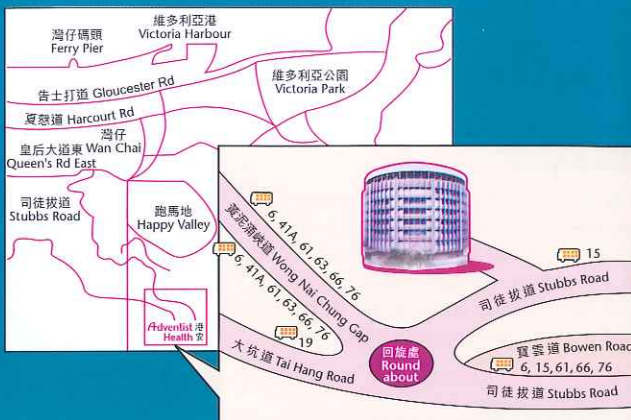 灣仔碼頭
Ferry Pier
維多利亞港
Victoria Harbour
維多利亞公園
Victoria Park
告士打道 Gloucester Rd
夏慤道 Harcourt Rd
灣仔
Wan Chai
皇后大道東
Queen's Rd East
司徒拔道
Stubbs Road
跑馬地
Happy Valley
Adventist 港安
Health
6, 41A, 61, 63, 66, 76
黃泥涌峽道 Wong Nai Chung Gap
6, 41A, 61, 63, 66, 76
19
大坑道 Tai Hang Road
回旋處
Round
about
15
司徒拔道 Stubbs Road
寶雲道 Bowen Road
6, 15, 61, 66, 76
司徒拔道 Stubbs Road